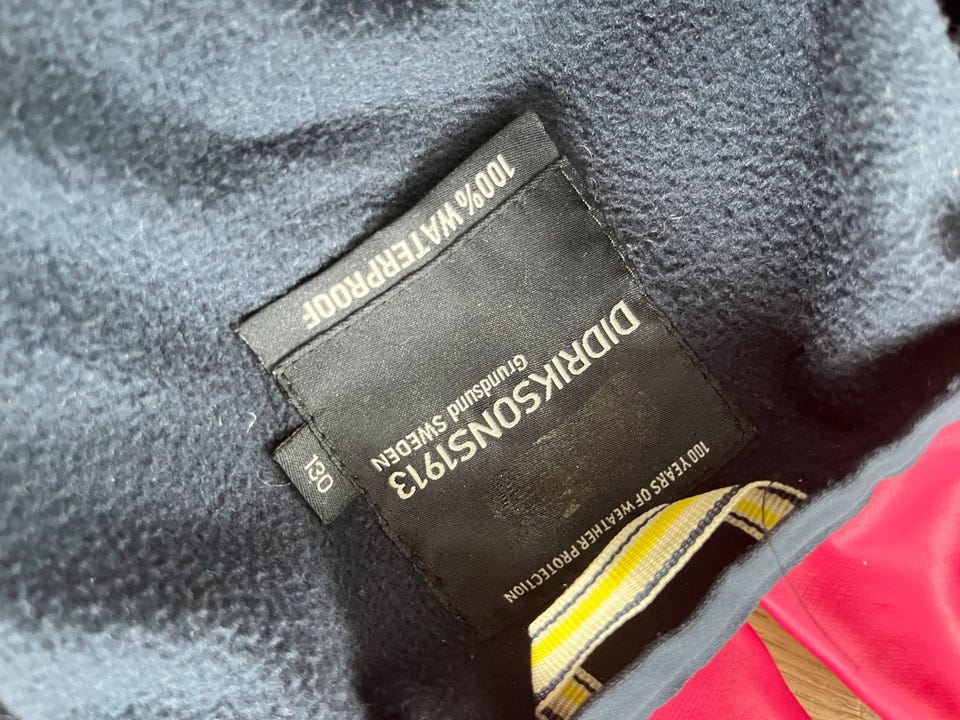 100 YEARS OF WEATHER PROTECTION
DIDRIKSONS1913
Grundsund SWEDEN
130
100% WATERPROOF